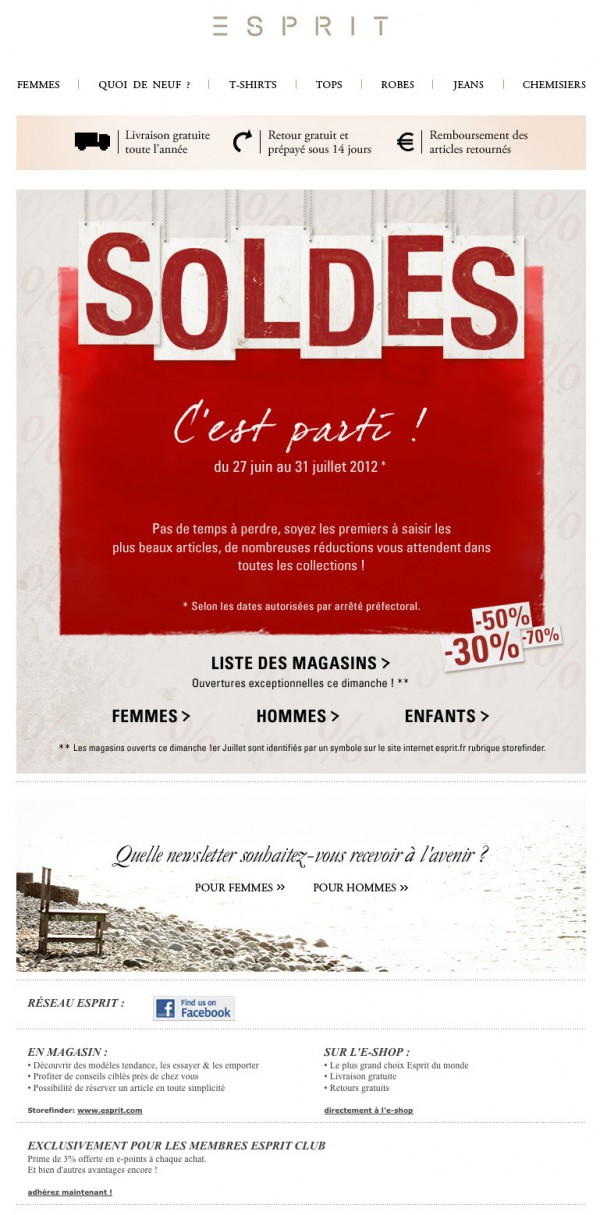 ESPRIT
FEMMES | QUOI DE NEUF ? | T-SHIRTS | TOPS | ROBES | JEANS | CHEMISIERS
Livraison gratuite
toute l'année
Retour gratuit et
prépayé sous 14 jours
€
Remboursement des
articles retournés
SOLDES
C'est parti !
du 27 juin au 31 juillet 2012 *
Pas de temps à perdre, soyez les premiers à saisir les
plus beaux articles, de nombreuses réductions vous attendent dans
toutes les collections !
* Selon les dates autorisées par arrêté préfectoral.
-50%
-30%
-70%
LISTE DES MAGASINS >
Ouvertures exceptionnelles ce dimanche ! **
FEMMES > HOMMES > ENFANTS >
** Les magasins ouverts ce dimanche 1er Juillet sont identifiés par un symbole sur le site internet esprit.fr rubrique storefinder.
Quelle newsletter souhaitez-vous recevoir à l'avenir ?
POUR FEMMES » POUR HOMMES »
RÉSEAU ESPRIT :
Find us on
Facebook
EN MAGASIN :
• Découvrir des modèles tendance, les essayer & les emporter
• Profiter de conseils ciblés près de chez vous
• Possibilité de réserver un article en toute simplicité
Storefinder: www.esprit.com
SUR L'E-SHOP :
• Le plus grand choix Esprit du monde
• Livraison gratuite
• Retours gratuits
directement à l'e-shop
EXCLUSIVEMENT POUR LES MEMBRES ESPRIT CLUB
Prime de 3% offerte en e-points à chaque achat.
Et bien d'autres avantages encore !
adhérez maintenant !